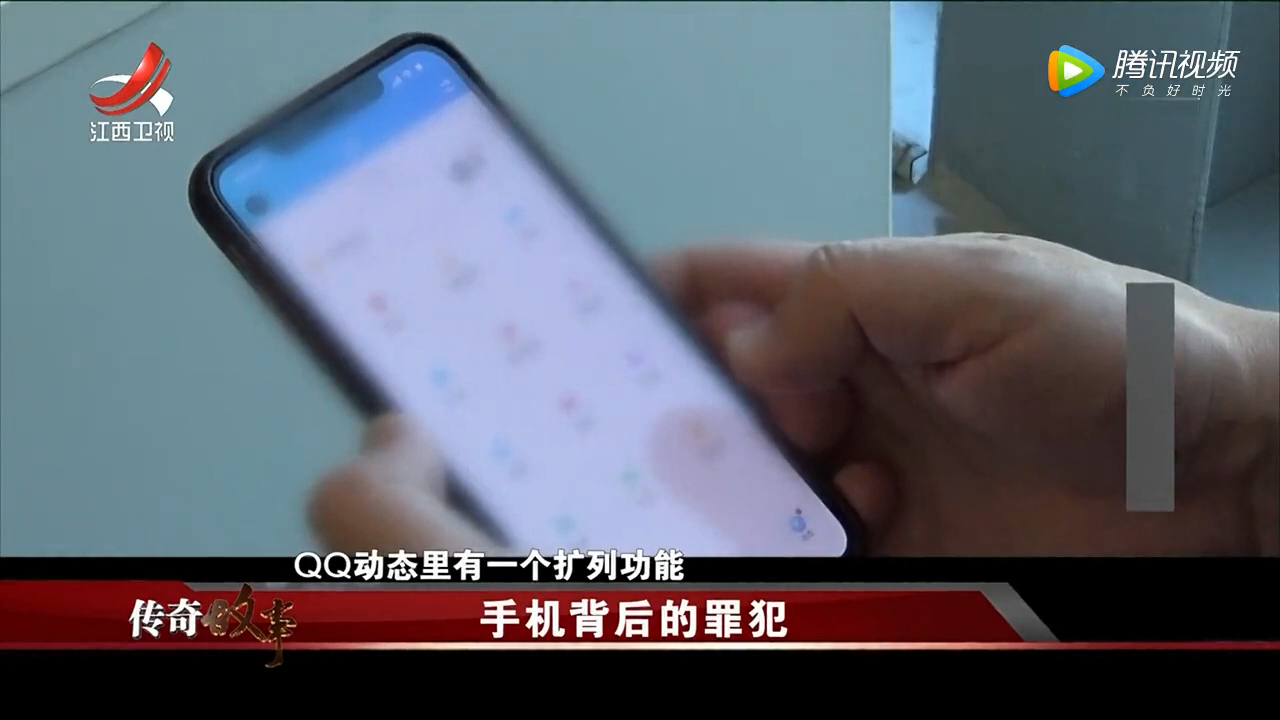 江西卫视
腾讯视频
不负好时光
QQ动态里有一个扩列功能
传奇故事
手机背后的罪犯